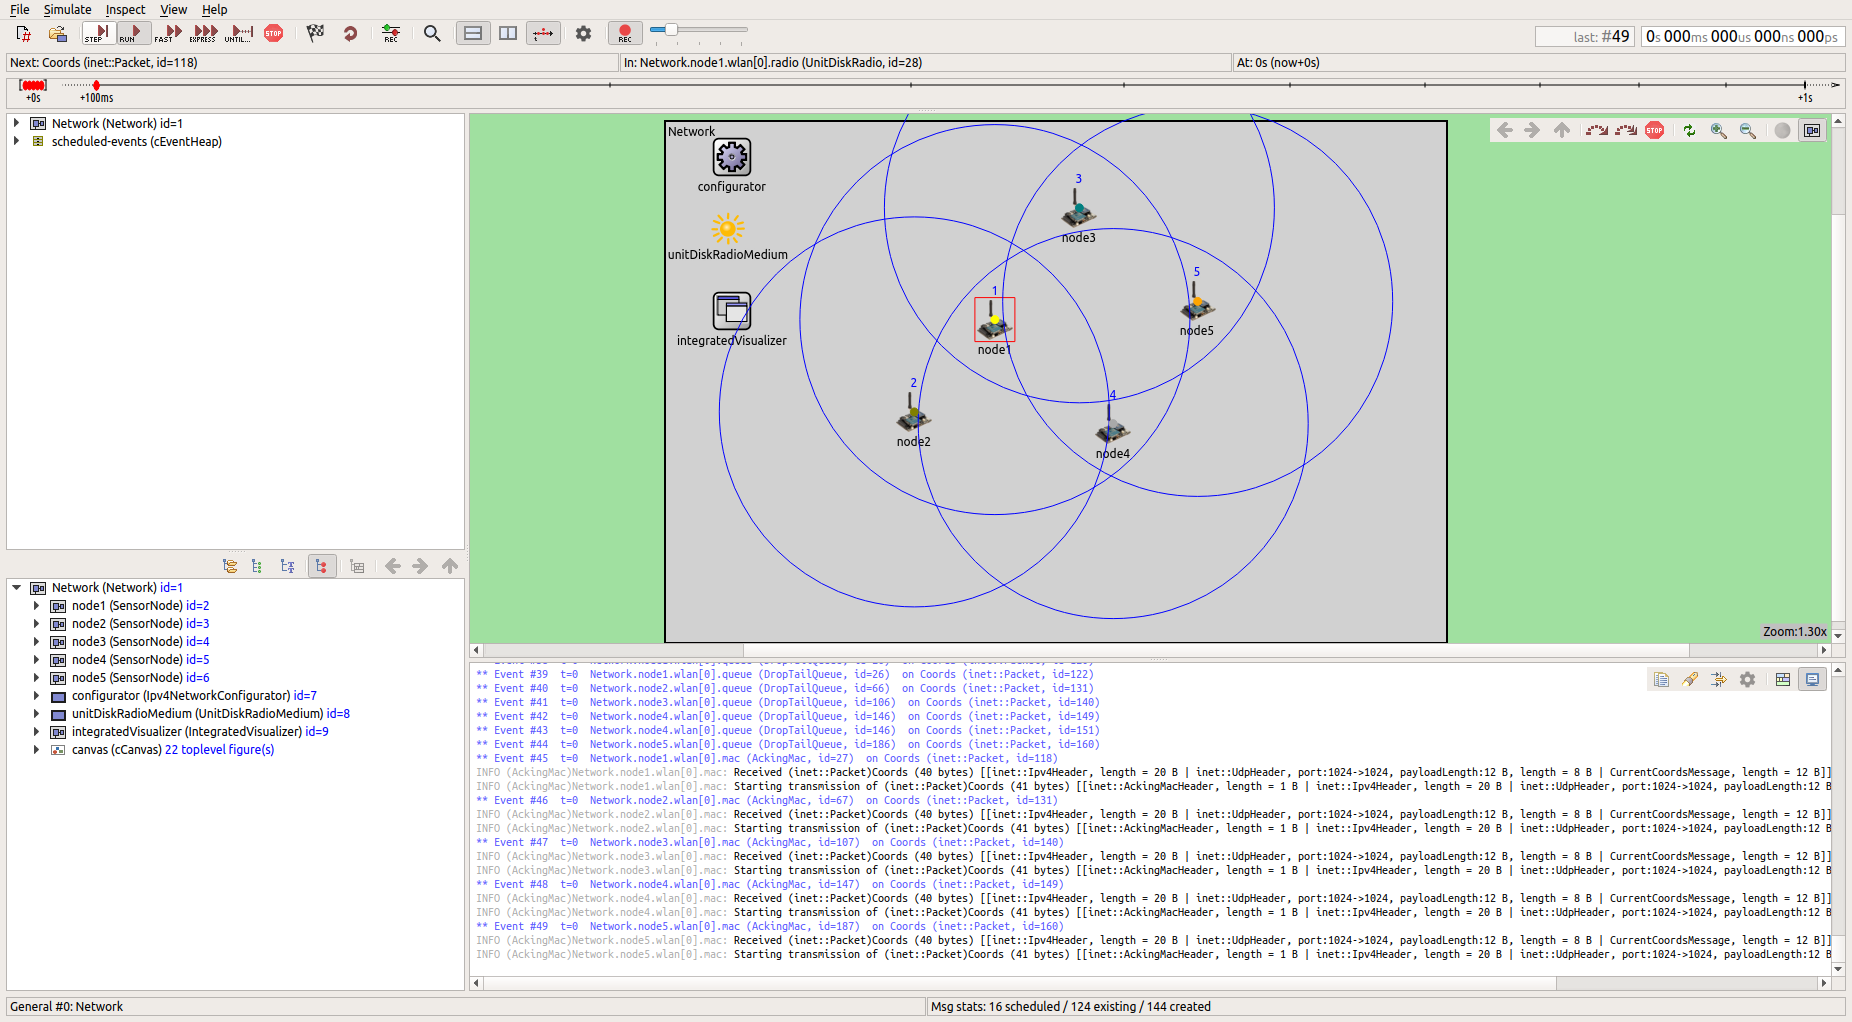 File Simulate Inspect View Help
STEP RUN FAST EXPRESS UNTIL... STOP REC REC
last: #49 0s 000ms 000us 000ns 000ps
Next: Coords (inet::Packet, id=118) In: Network.node1.wlan[0].radio (UnitDiskRadio, id=28) At: 0s (now+0s)
+0s +100ms +1s
Network (Network) id=1
scheduled-events (cEventHeap)
Network (Network) id=1
node1 (SensorNode) id=2
node2 (SensorNode) id=3
node3 (SensorNode) id=4
node4 (SensorNode) id=5
node5 (SensorNode) id=6
configurator (Ipv4NetworkConfigurator) id=7
unitDiskRadioMedium (UnitDiskRadioMedium) id=8
integratedVisualizer (IntegratedVisualizer) id=9
canvas (cCanvas) 22 toplevel figure(s)
Network
STOP
configurator
unitDiskRadioMedium
integratedVisualizer
3
node3
5
node5
1
node1
2
node2
4
node4
Zoom:1.30x
** Event #39 t=0 Network.node1.wlan[0].queue (DropTailQueue, id=26) on Coords (inet::Packet, id=122)
** Event #40 t=0 Network.node2.wlan[0].queue (DropTailQueue, id=66) on Coords (inet::Packet, id=131)
** Event #41 t=0 Network.node3.wlan[0].queue (DropTailQueue, id=106) on Coords (inet::Packet, id=140)
** Event #42 t=0 Network.node4.wlan[0].queue (DropTailQueue, id=146) on Coords (inet::Packet, id=149)
** Event #43 t=0 Network.node4.wlan[0].queue (DropTailQueue, id=146) on Coords (inet::Packet, id=151)
** Event #44 t=0 Network.node5.wlan[0].queue (DropTailQueue, id=186) on Coords (inet::Packet, id=160)
** Event #45 t=0 Network.node1.wlan[0].mac (AckingMac, id=27) on Coords (inet::Packet, id=118)
INFO (AckingMac)Network.node1.wlan[0].mac: Received (inet::Packet)Coords (40 bytes) [[inet::Ipv4Header, length = 20 B | inet::UdpHeader, port:1024->1024, payloadLength:12 B, length = 8 B | CurrentCoordsMessage, length = 12 B]]
INFO (AckingMac)Network.node1.wlan[0].mac: Starting transmission of (inet::Packet)Coords (41 bytes) [[inet::AckingMacHeader, length = 1 B | inet::Ipv4Header, length = 20 B | inet::UdpHeader, port:1024->1024, payloadLength:12 B
** Event #46 t=0 Network.node2.wlan[0].mac (AckingMac, id=67) on Coords (inet::Packet, id=131)
INFO (AckingMac)Network.node2.wlan[0].mac: Received (inet::Packet)Coords (40 bytes) [[inet::Ipv4Header, length = 20 B | inet::UdpHeader, port:1024->1024, payloadLength:12 B, length = 8 B | CurrentCoordsMessage, length = 12 B]]
INFO (AckingMac)Network.node2.wlan[0].mac: Starting transmission of (inet::Packet)Coords (41 bytes) [[inet::AckingMacHeader, length = 1 B | inet::Ipv4Header, length = 20 B | inet::UdpHeader, port:1024->1024, payloadLength:12 B
** Event #47 t=0 Network.node3.wlan[0].mac (AckingMac, id=107) on Coords (inet::Packet, id=140)
INFO (AckingMac)Network.node3.wlan[0].mac: Received (inet::Packet)Coords (40 bytes) [[inet::Ipv4Header, length = 20 B | inet::UdpHeader, port:1024->1024, payloadLength:12 B, length = 8 B | CurrentCoordsMessage, length = 12 B]]
INFO (AckingMac)Network.node3.wlan[0].mac: Starting transmission of (inet::Packet)Coords (41 bytes) [[inet::AckingMacHeader, length = 1 B | inet::Ipv4Header, length = 20 B | inet::UdpHeader, port:1024->1024, payloadLength:12 B
** Event #48 t=0 Network.node4.wlan[0].mac (AckingMac, id=147) on Coords (inet::Packet, id=149)
INFO (AckingMac)Network.node4.wlan[0].mac: Received (inet::Packet)Coords (40 bytes) [[inet::Ipv4Header, length = 20 B | inet::UdpHeader, port:1024->1024, payloadLength:12 B, length = 8 B | CurrentCoordsMessage, length = 12 B]]
INFO (AckingMac)Network.node4.wlan[0].mac: Starting transmission of (inet::Packet)Coords (41 bytes) [[inet::AckingMacHeader, length = 1 B | inet::Ipv4Header, length = 20 B | inet::UdpHeader, port:1024->1024, payloadLength:12 B
** Event #49 t=0 Network.node5.wlan[0].mac (AckingMac, id=187) on Coords (inet::Packet, id=160)
INFO (AckingMac)Network.node5.wlan[0].mac: Received (inet::Packet)Coords (40 bytes) [[inet::Ipv4Header, length = 20 B | inet::UdpHeader, port:1024->1024, payloadLength:12 B, length = 8 B | CurrentCoordsMessage, length = 12 B]]
INFO (AckingMac)Network.node5.wlan[0].mac: Starting transmission of (inet::Packet)Coords (41 bytes) [[inet::AckingMacHeader, length = 1 B | inet::Ipv4Header, length = 20 B | inet::UdpHeader, port:1024->1024, payloadLength:12 B
General #0: Network Msg stats: 16 scheduled / 124 existing / 144 created